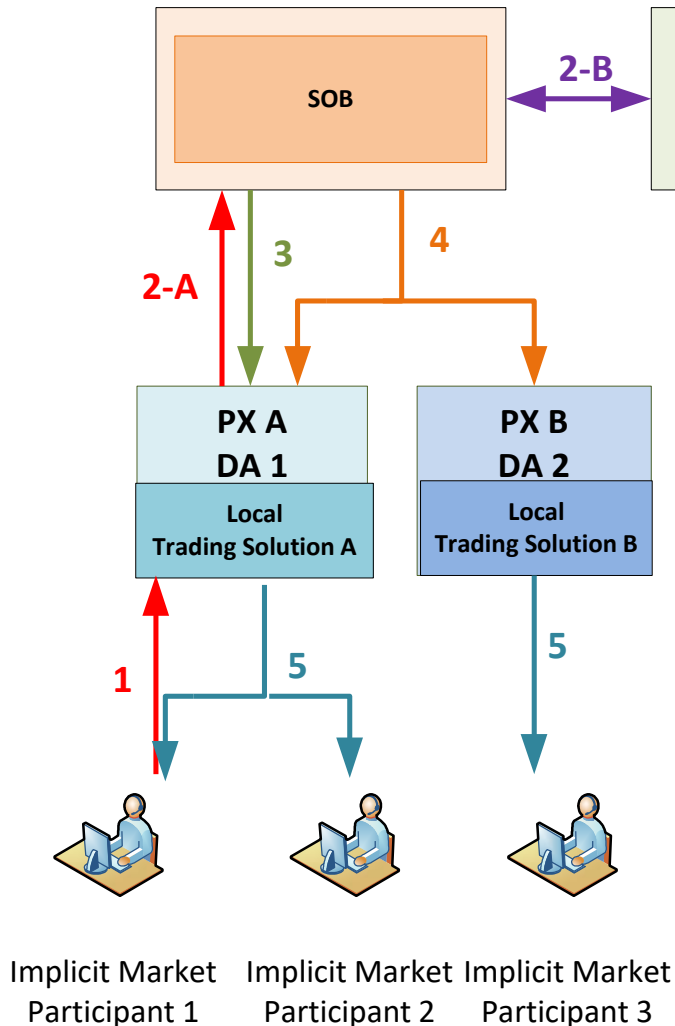 SOB
2-B
3
4
2-A
PX A
DA 1
PX B
DA 2
Local
Trading Solution A
Local
Trading Solution B
1
5
5
Implicit Market
Participant 1
Implicit Market
Participant 2
Implicit Market
Participant 3